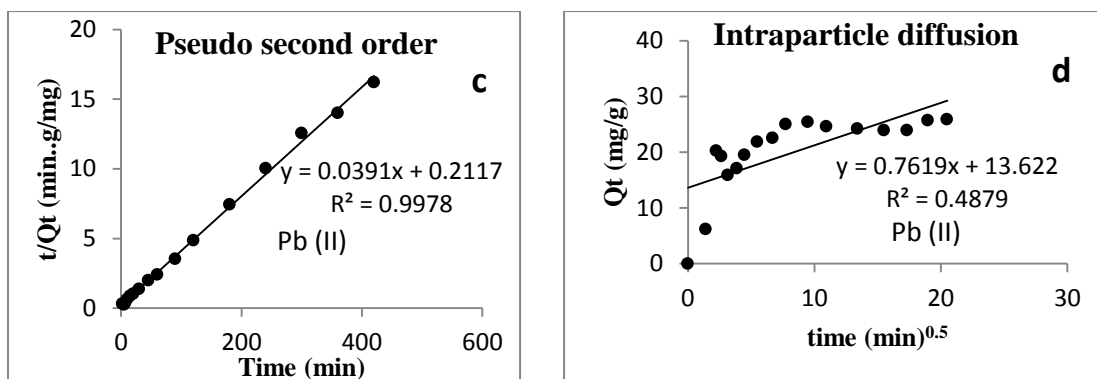 Pseudo second order
c
t/Qt (min..g/mg)
20
15
10
5
0
y = 0.0391x + 0.2117
R² = 0.9978
Pb (II)
0 200 400 600
Time (min)
Intraparticle diffusion
d
Qt (mg/g)
40
30
20
10
0
y = 0.7619x + 13.622
R² = 0.4879
Pb (II)
0 10 20 30
time (min)⁰·⁵